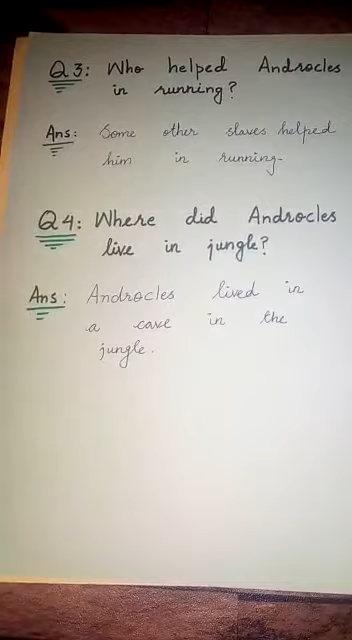 Q3: Who helped Androcles
in running?
Ans: Some other slaves helped
him in running-
Q4: Where did Androcles
live in jungle?
Ans: Androcles lived in
a cave in the
jungle.